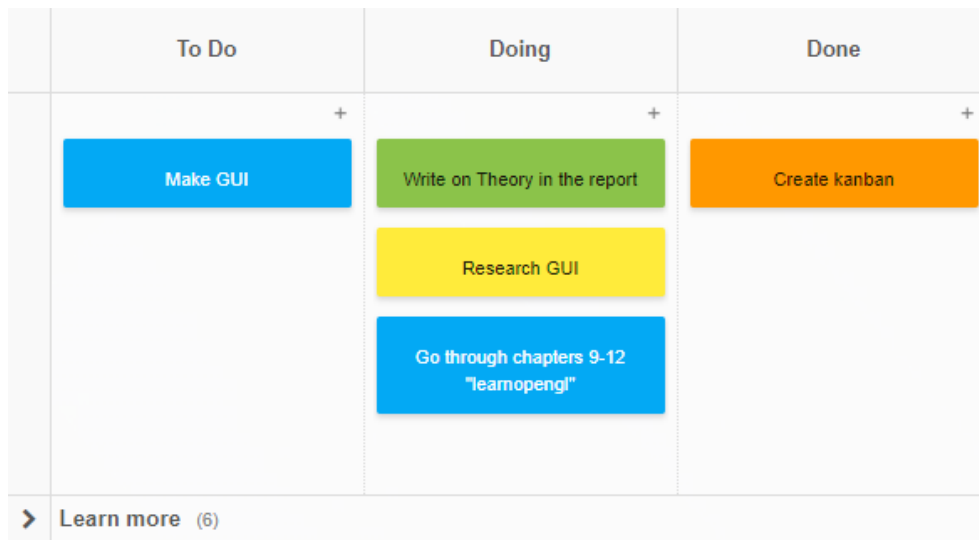 To Do
Doing
Done
+
+
+
Make GUI
Write on Theory in the report
Create kanban
Research GUI
Go through chapters 9-12
"learnopengl"
Learn more (6)